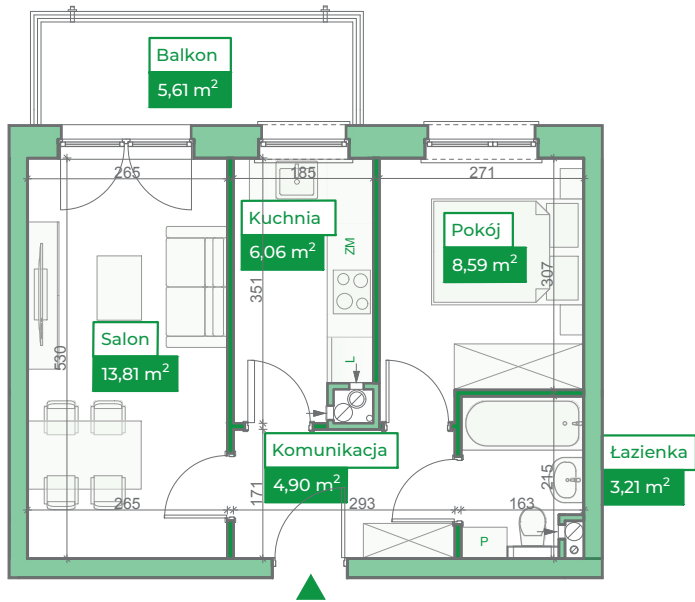 Balkon
5,61 m²
265
185
271
Kuchnia
6,06 m²
ZM
Pokój
8,59 m²
307
351
Salon
13,81 m²
530
L
Komunikacja
4,90 m²
Łazienka
3,21 m²
215
171
265
293
163
P